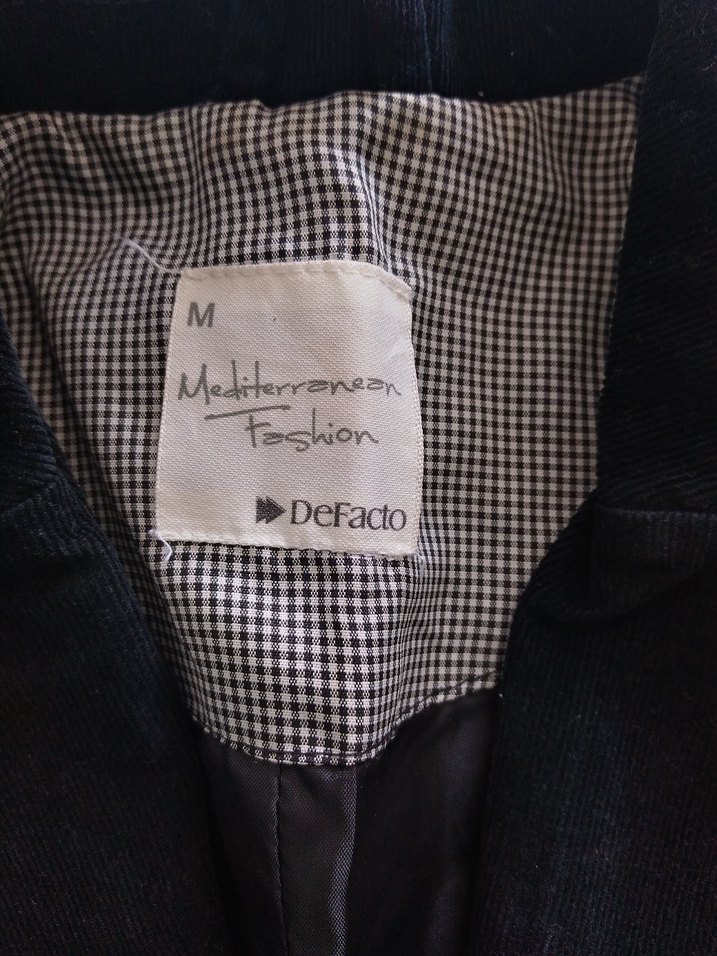 M
Mediterranean
Fashion
DeFacto